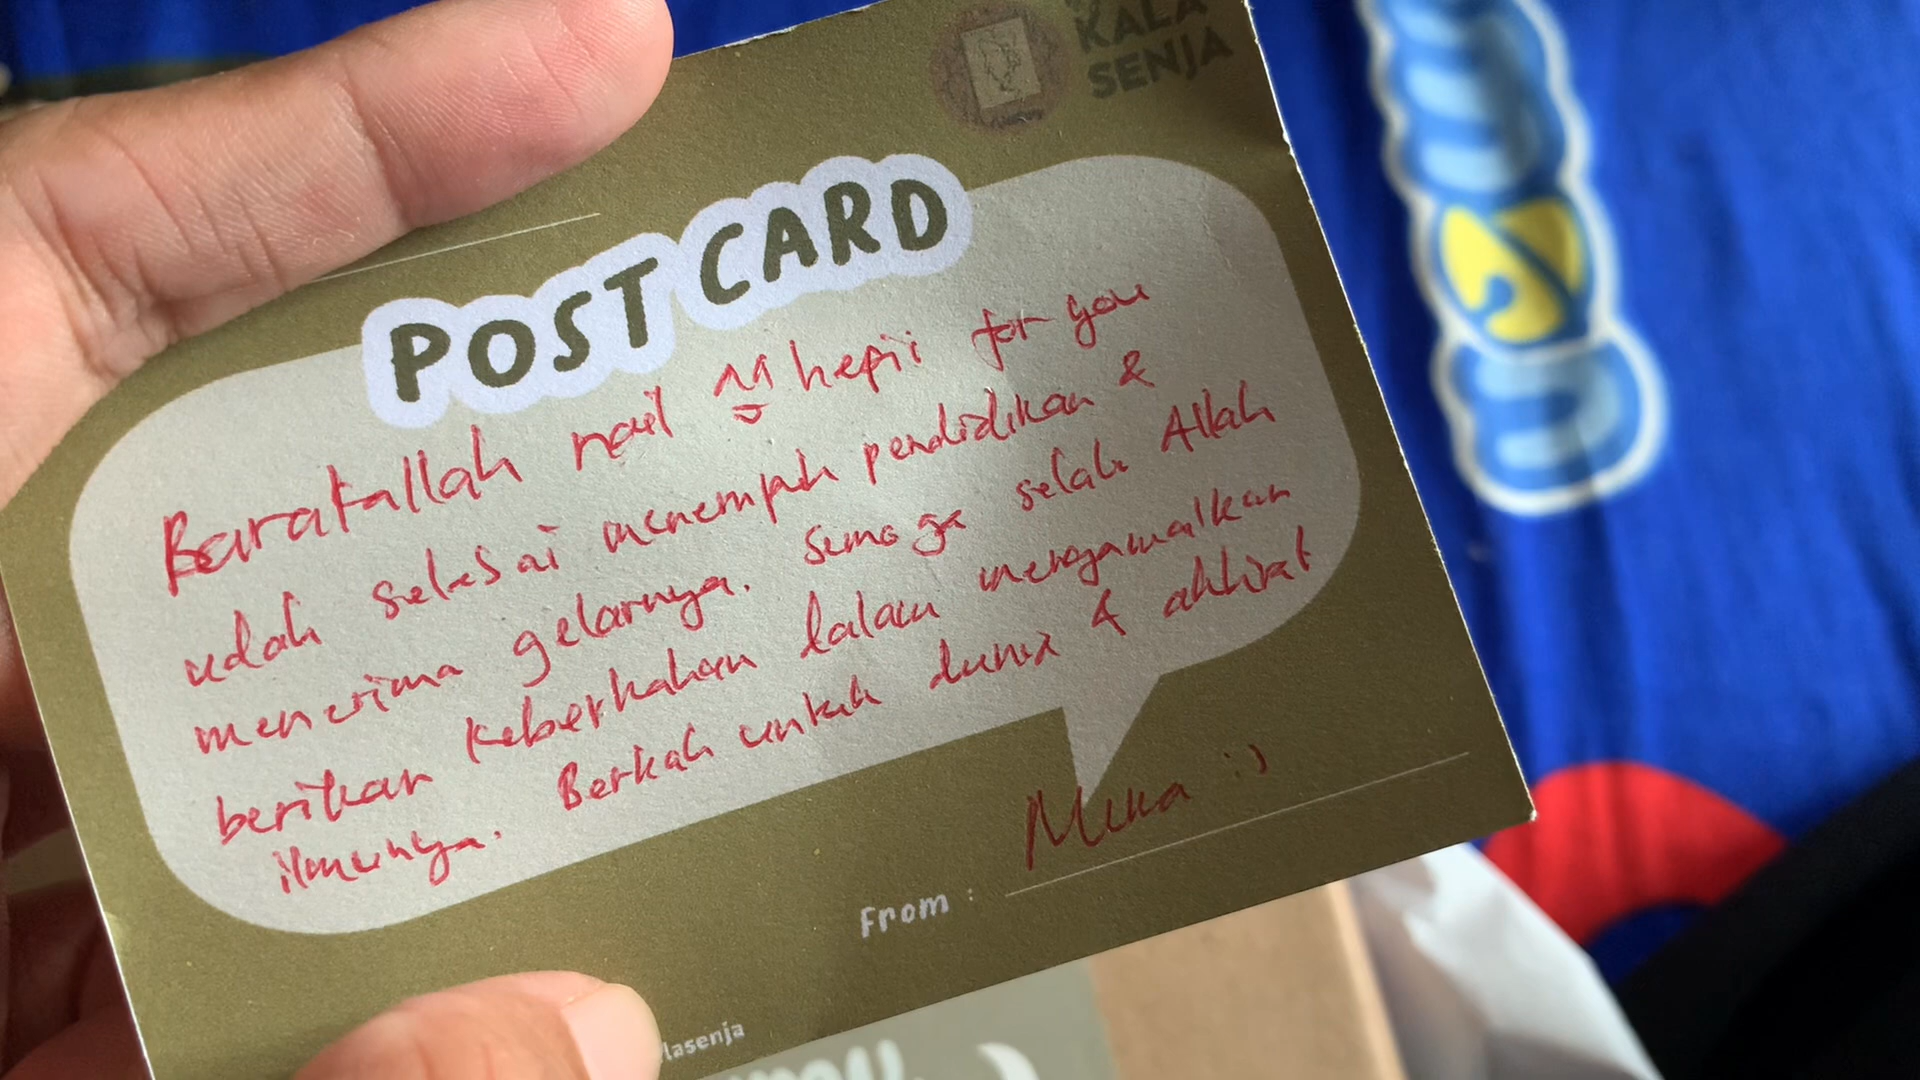 KALA
SENJA
POST CARD
Baratallah nail ^^ hepii for you
udah selesai menempuh pendidikan &
menerima gelarnya. Semoga selalu Allah
berikan keberkahan dalam mengamalkan
ilmunya. Berkah untuk dunia & akhirat
From : Mika :)
lasenja